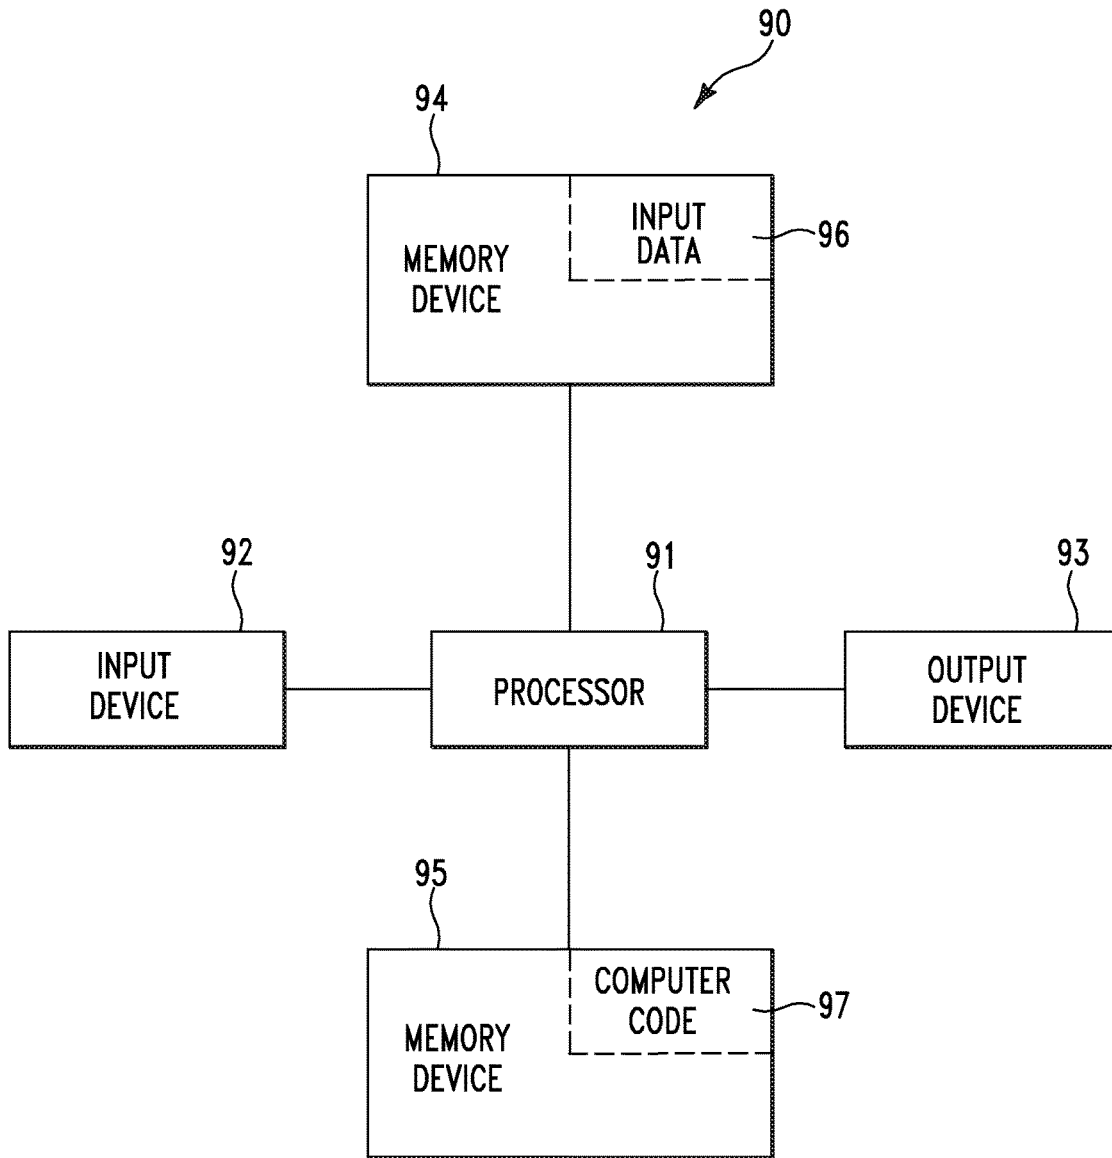 90
94
INPUT
DATA
96
MEMORY
DEVICE
92
91
93
INPUT
DEVICE
PROCESSOR
OUTPUT
DEVICE
95
COMPUTER
CODE
97
MEMORY
DEVICE